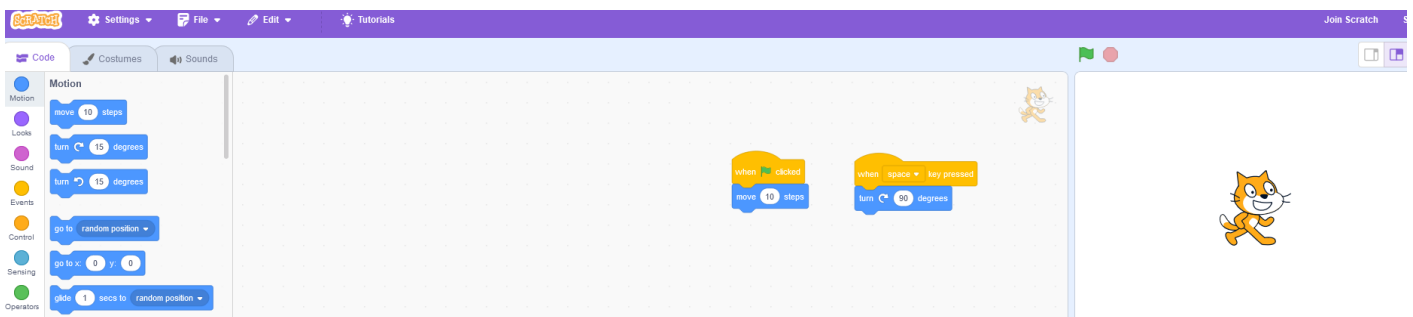 SCRATCH Settings File Edit Tutorials Join Scratch S
Code Costumes Sounds
Motion
Looks
Sound
Events
Control
Sensing
Operators
Motion
move 10 steps
turn 15 degrees
turn 15 degrees
go to random position
go to x: 0 y: 0
glide 1 secs to random position
when clicked
move 10 steps
when space key pressed
turn 90 degrees